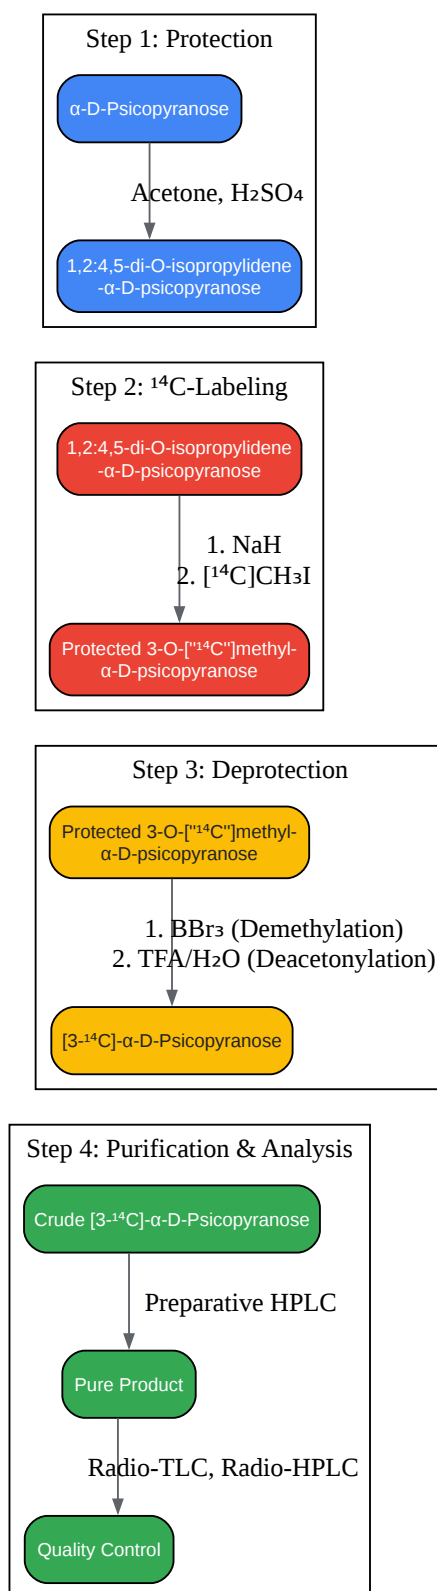 Step 1: Protection
α-D-Psicopyranose
Acetone, H₂SO₄
1,2:4,5-di-O-isopropylidene
-α-D-psicopyranose
Step 2: ¹⁴C-Labeling
1,2:4,5-di-O-isopropylidene
-α-D-psicopyranose
1. NaH
2. [¹⁴C]CH₃I
Protected 3-O-["¹⁴C"]methyl-
α-D-psicopyranose
Step 3: Deprotection
Protected 3-O-["¹⁴C"]methyl-
α-D-psicopyranose
1. BBr₃ (Demethylation)
2. TFA/H₂O (Deacetonylation)
[3-¹⁴C]-α-D-Psicopyranose
Step 4: Purification & Analysis
Crude [3-¹⁴C]-α-D-Psicopyranose
Preparative HPLC
Pure Product
Radio-TLC, Radio-HPLC
Quality Control